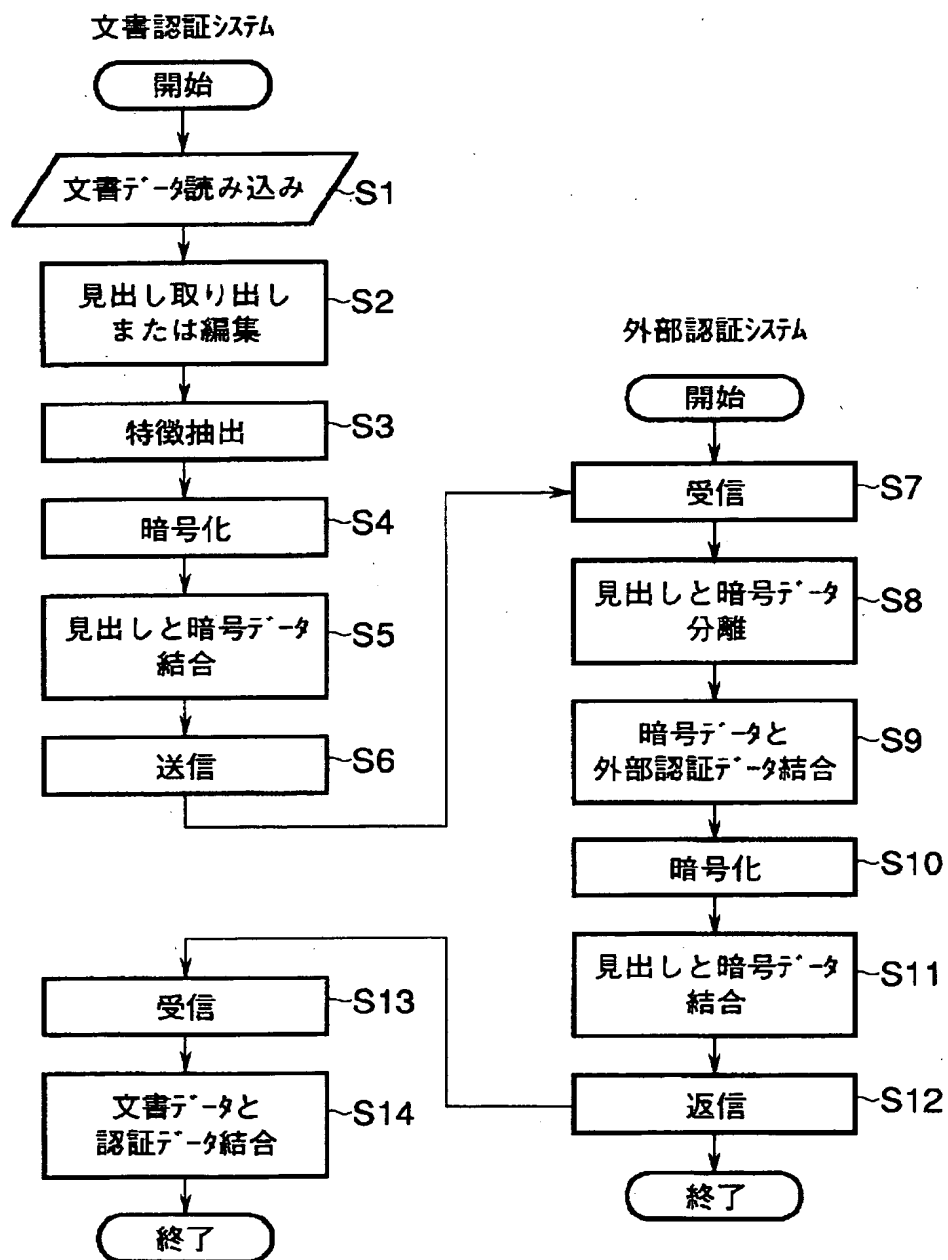 文書認証システム
開始
文書データ読み込み
~S1
見出し取り出し
または編集
~S2
特徴抽出
~S3
暗号化
~S4
見出しと暗号データ
結合
~S5
送信
~S6
外部認証システム
開始
受信
~S7
見出しと暗号データ
分離
~S8
暗号データと
外部認証データ結合
~S9
暗号化
~S10
見出しと暗号データ
結合
~S11
返信
~S12
終了
受信
~S13
文書データと
認証データ結合
~S14
終了